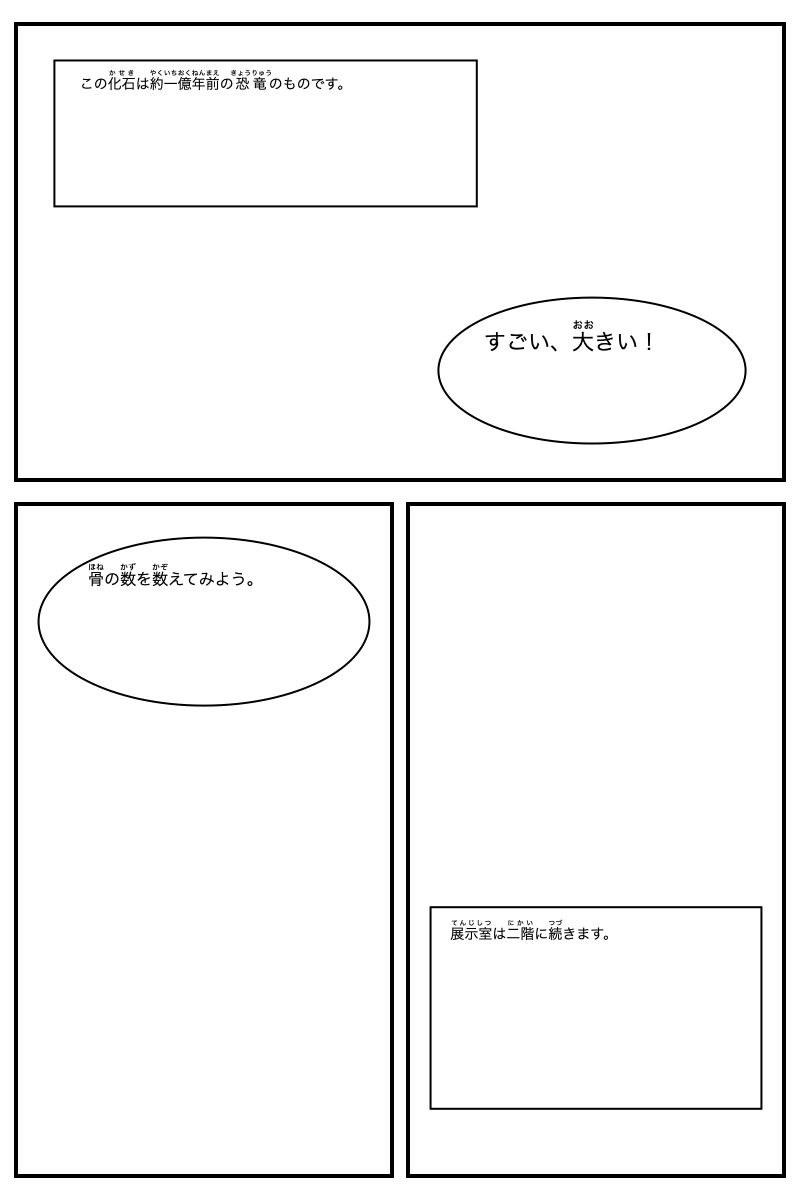 この化石は約一億年前の恐竜のものです。
すごい、大きい！
骨の数を数えてみよう。
展示室は二階に続きます。